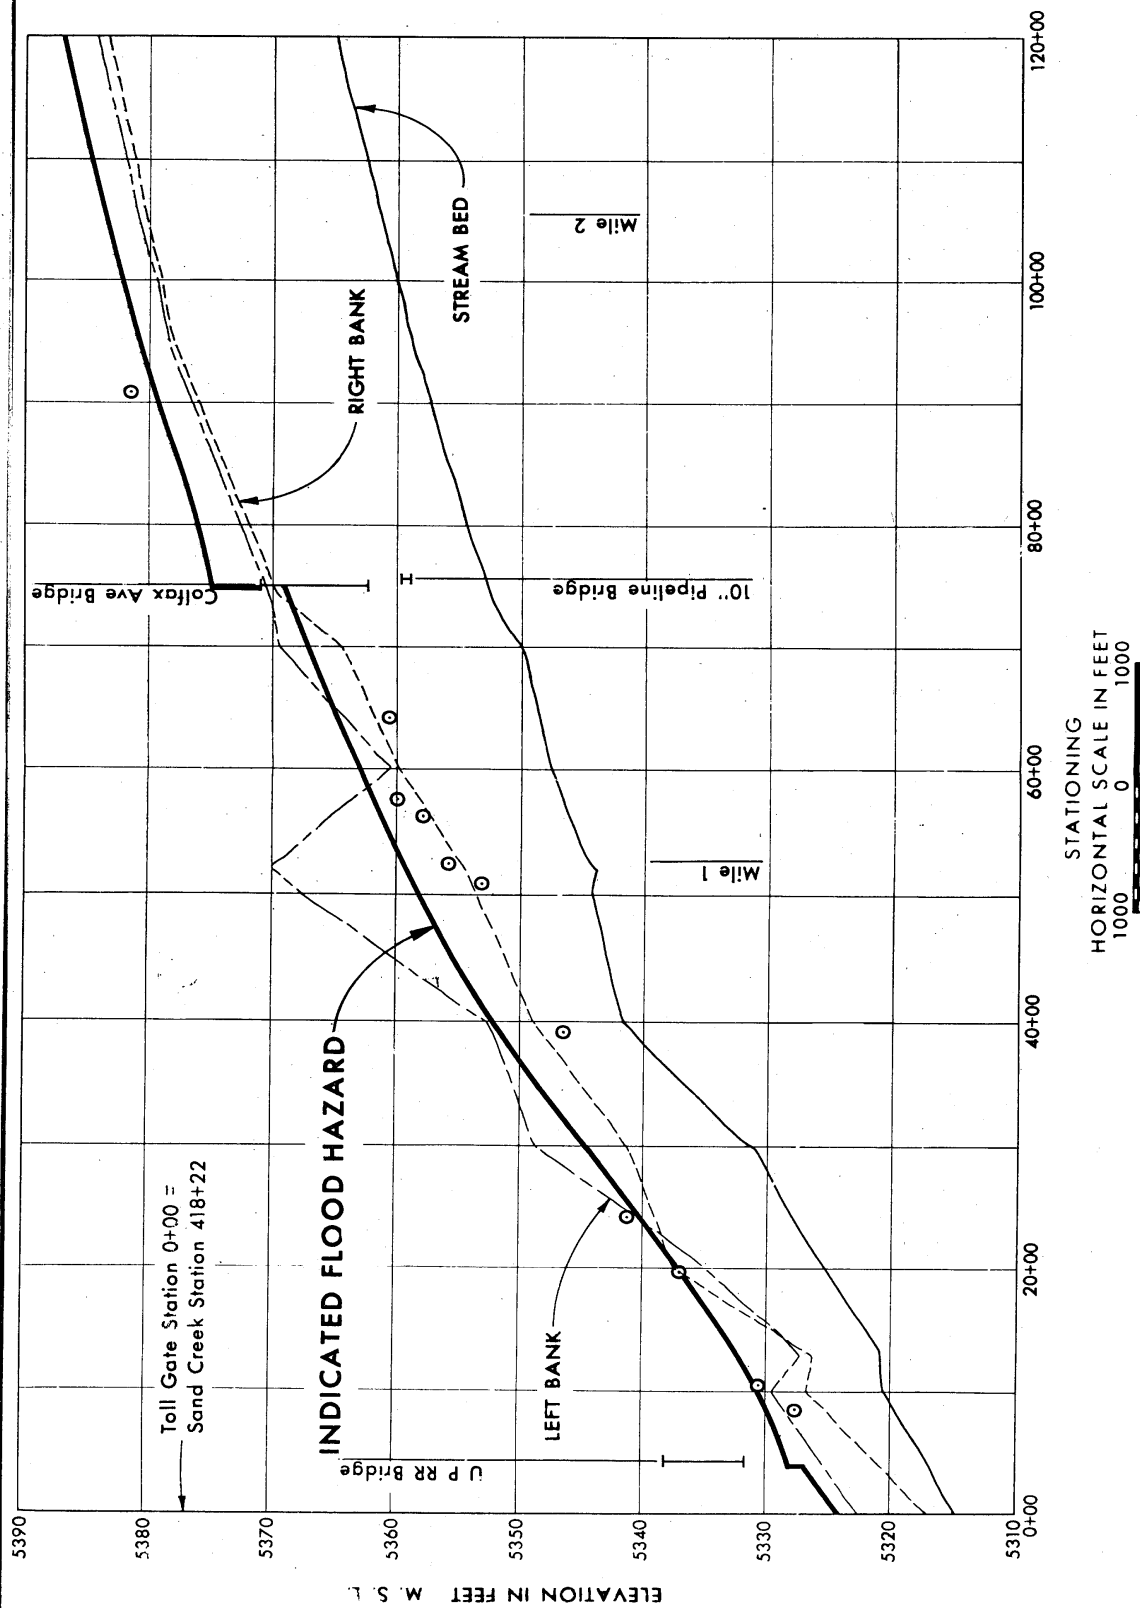 Toll Gate Station 0+00 =
Sand Creek Station 418+22
INDICATED FLOOD HAZARD
LEFT BANK
RIGHT BANK
STREAM BED
U P RR Bridge
Colfax Ave Bridge
10" Pipeline Bridge
Mile 1
Mile 2
ELEVATION IN FEET M. S. L.
5390
5380
5370
5360
5350
5340
5330
5320
5310
0+00
20+00
40+00
60+00
80+00
100+00
120+00
STATIONING
HORIZONTAL SCALE IN FEET
1000 0 1000